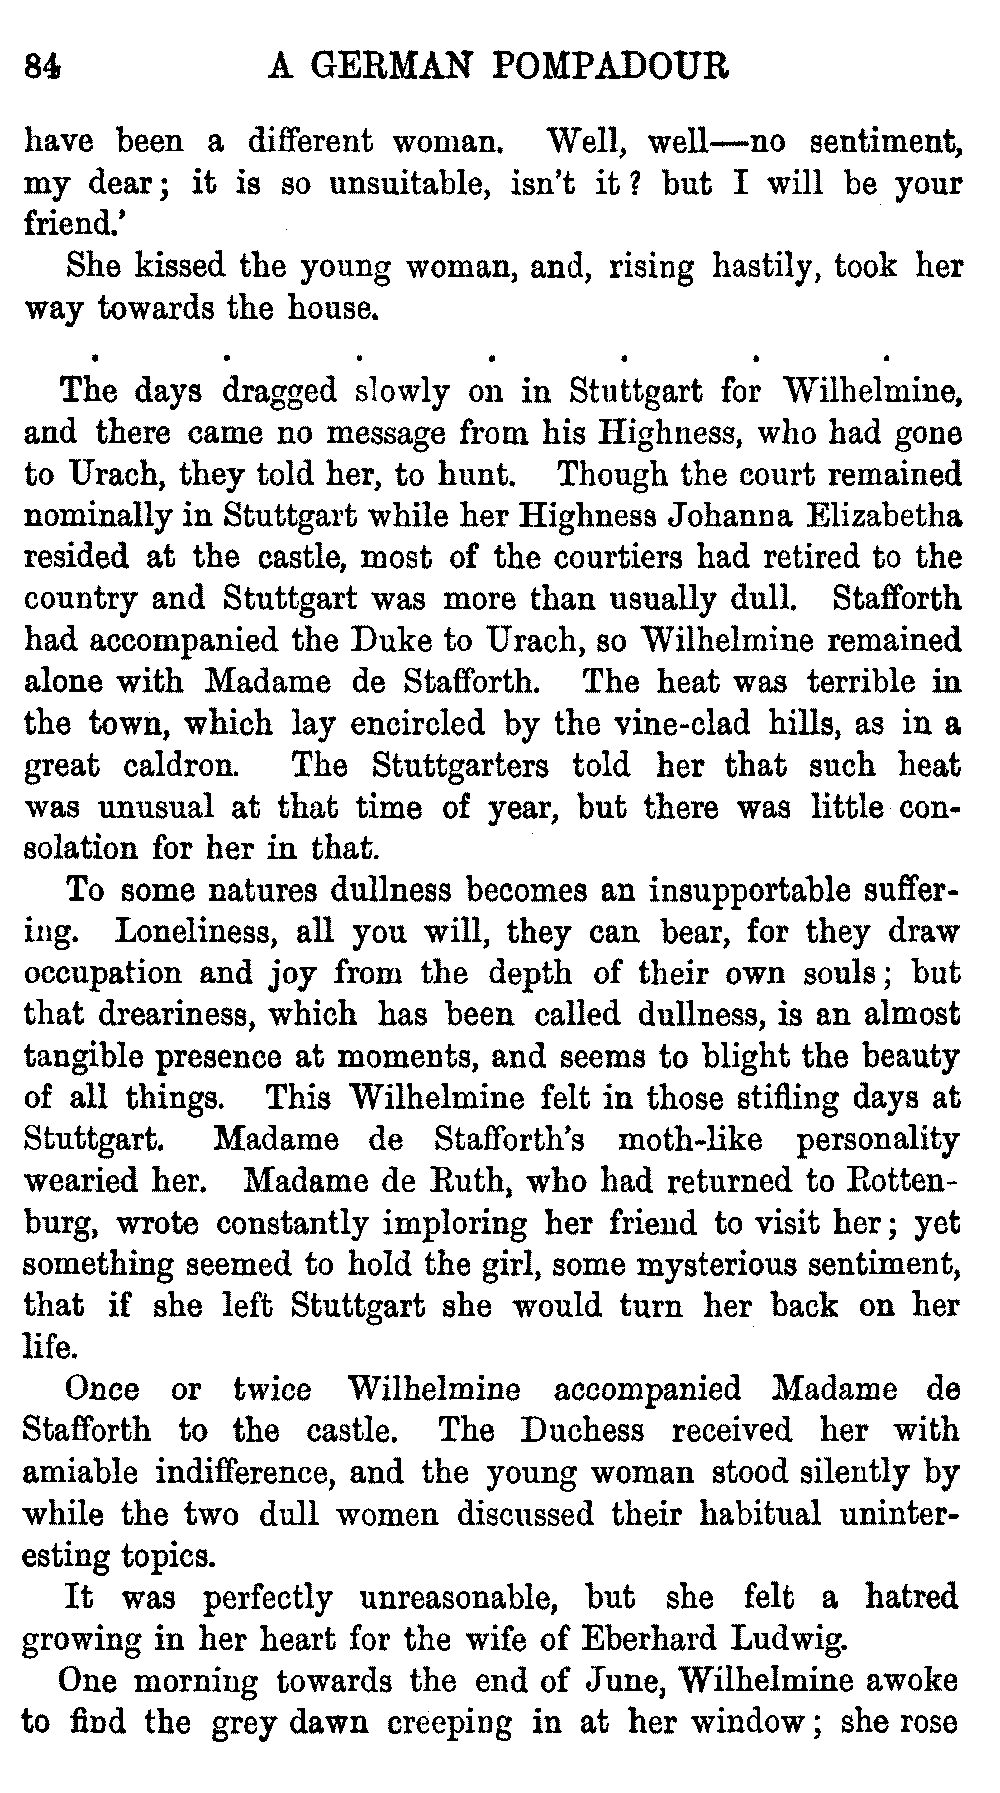 84 A GERMAN POMPADOUR
have been a different woman. Well, well—no sentiment,
my dear; it is so unsuitable, isn't it? but I will be your
friend.'
She kissed the young woman, and, rising hastily, took her
way towards the house.
. . . . . . .
The days dragged slowly on in Stuttgart for Wilhelmine,
and there came no message from his Highness, who had gone
to Urach, they told her, to hunt. Though the court remained
nominally in Stuttgart while her Highness Johanna Elizabetha
resided at the castle, most of the courtiers had retired to the
country and Stuttgart was more than usually dull. Stafforth
had accompanied the Duke to Urach, so Wilhelmine remained
alone with Madame de Stafforth. The heat was terrible in
the town, which lay encircled by the vine-clad hills, as in a
great caldron. The Stuttgarters told her that such heat
was unusual at that time of year, but there was little con-
solation for her in that.
To some natures dullness becomes an insupportable suffer-
ing. Loneliness, all you will, they can bear, for they draw
occupation and joy from the depth of their own souls; but
that dreariness, which has been called dullness, is an almost
tangible presence at moments, and seems to blight the beauty
of all things. This Wilhelmine felt in those stifling days at
Stuttgart. Madame de Stafforth's moth-like personality
wearied her. Madame de Ruth, who had returned to Rotten-
burg, wrote constantly imploring her friend to visit her; yet
something seemed to hold the girl, some mysterious sentiment,
that if she left Stuttgart she would turn her back on her
life.
Once or twice Wilhelmine accompanied Madame de
Stafforth to the castle. The Duchess received her with
amiable indifference, and the young woman stood silently by
while the two dull women discussed their habitual uninter-
esting topics.
It was perfectly unreasonable, but she felt a hatred
growing in her heart for the wife of Eberhard Ludwig.
One morning towards the end of June, Wilhelmine awoke
to find the grey dawn creeping in at her window; she rose